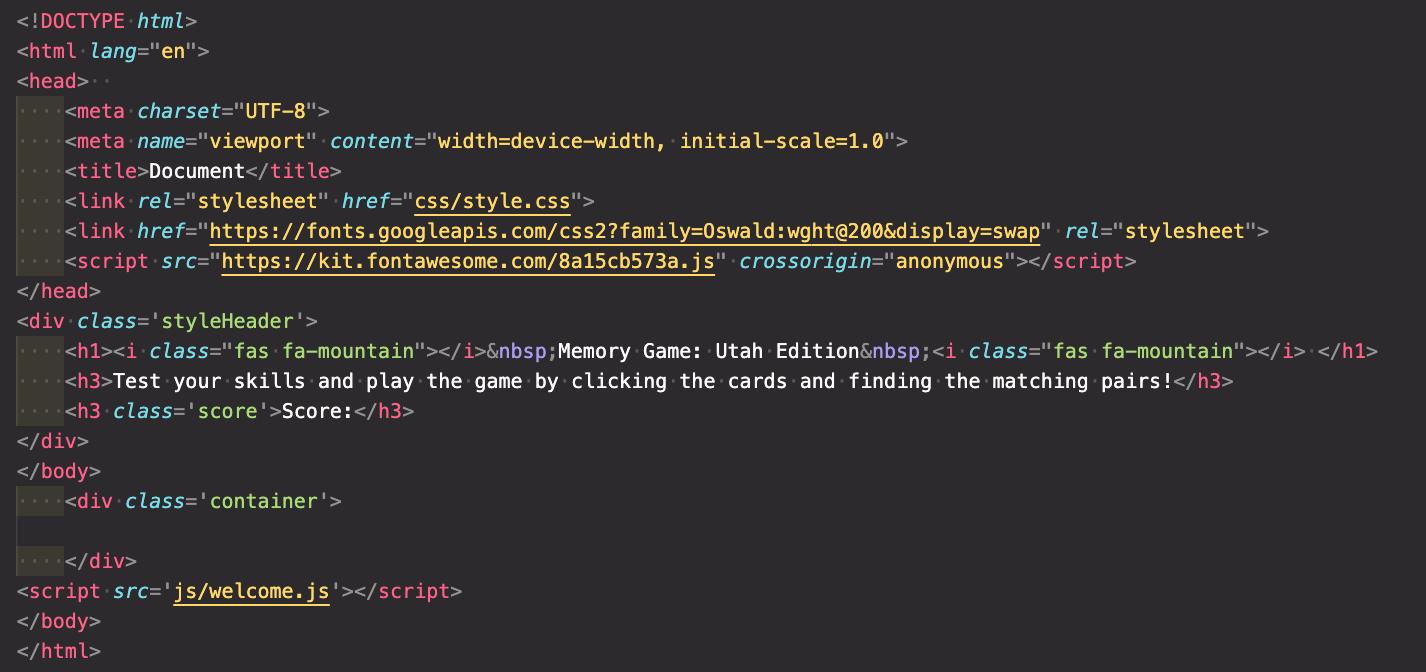 <!DOCTYPE html>
<html lang="en">
<head>
    <meta charset="UTF-8">
    <meta name="viewport" content="width=device-width, initial-scale=1.0">
    <title>Document</title>
    <link rel="stylesheet" href="css/style.css">
    <link href="https://fonts.googleapis.com/css2?family=Oswald:wght@200&display=swap" rel="stylesheet">
    <script src="https://kit.fontawesome.com/8a15cb573a.js" crossorigin="anonymous"></script>
</head>
<div class='styleHeader'>
    <h1><i class="fas fa-mountain"></i>&nbsp;Memory Game: Utah Edition&nbsp;<i class="fas fa-mountain"></i> </h1>
    <h3>Test your skills and play the game by clicking the cards and finding the matching pairs!</h3>
    <h3 class='score'>Score:</h3>
</div>
</body>
    <div class='container'>

    </div>
<script src='js/welcome.js'></script>
</body>
</html>